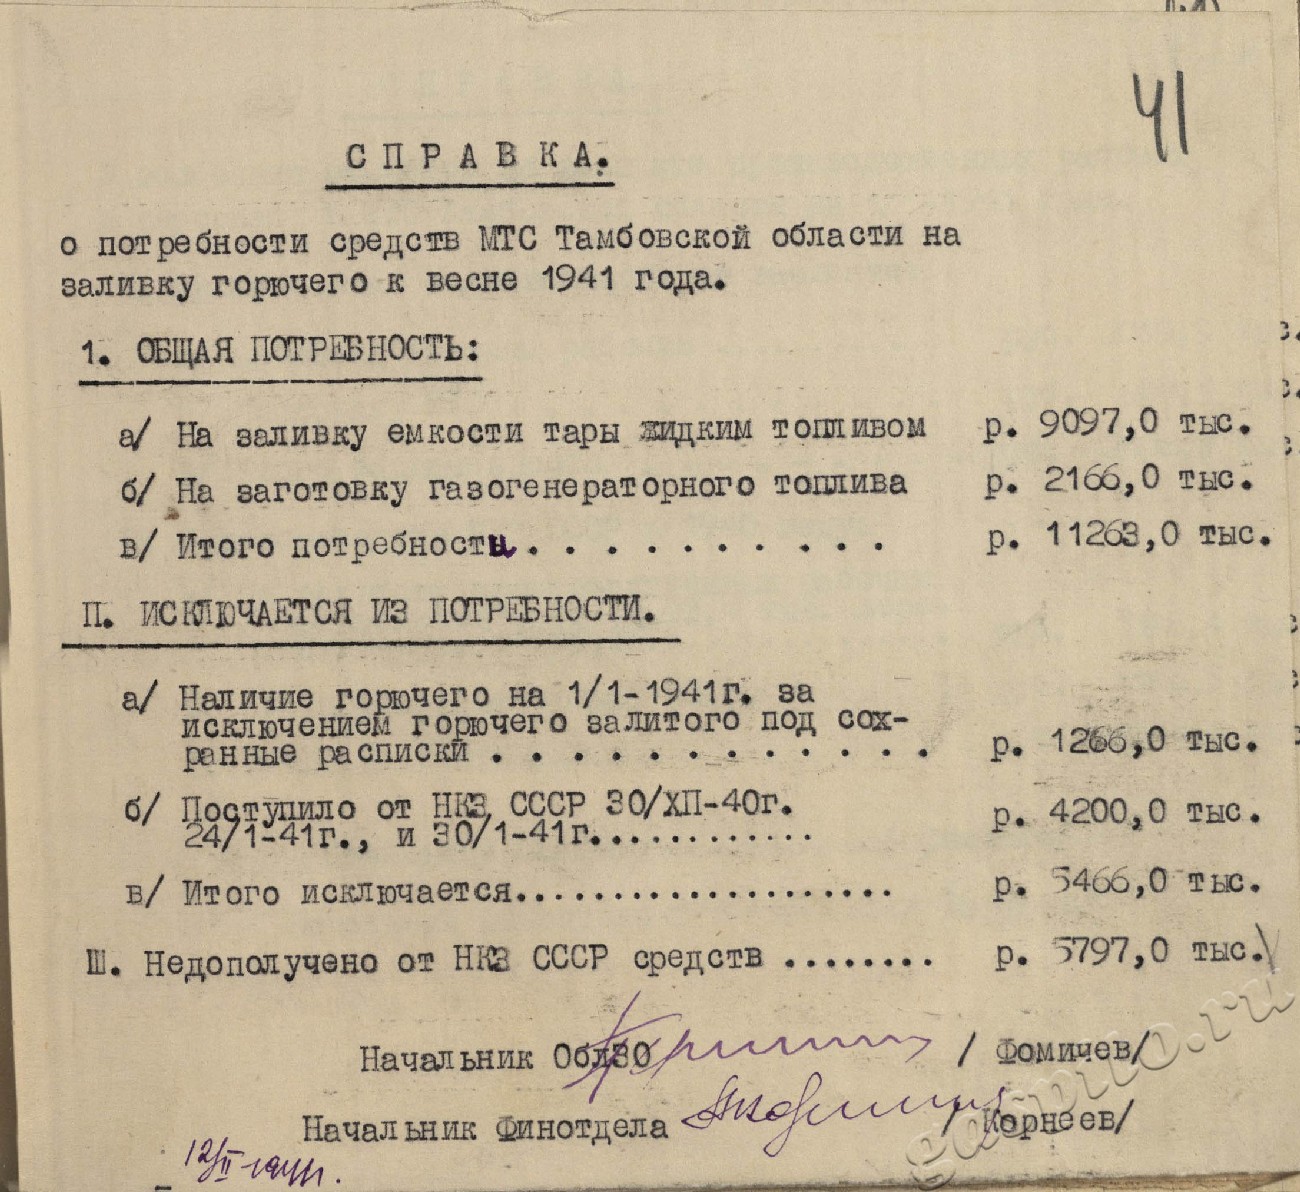 41
СПРАВКА.
о потребности средств МТС Тамбовской области на
заливку горючего к весне 1941 года.
1. ОБЩАЯ ПОТРЕБНОСТЬ:
а/ На заливку емкости тары жидким топливом р. 9097,0 тыс.
б/ На заготовку газогенераторного топлива р. 2166,0 тыс.
в/ Итого потребности. . . . . . . . . . р. 11263,0 тыс.
П. ИСКЛЮЧАЕТСЯ ИЗ ПОТРЕБНОСТИ.
а/ Наличие горючего на 1/1-1941г. за
исключением горючего залитого под сох-
ранные расписки . . . . . . . . . . . . р. 1266,0 тыс.
б/ Поступило от НКЗ СССР 30/ХП-40г.
24/1-41г., и 30/1-41г............ р. 4200,0 тыс.
в/ Итого исключается.................... р. 5466,0 тыс.
Ш. Недополучено от НКЗ СССР средств ........ р. 5797,0 тыс.
Начальник ОблЗО / Фомичев/
Начальник Финотдела / Корнеев/
12/II-1941г.